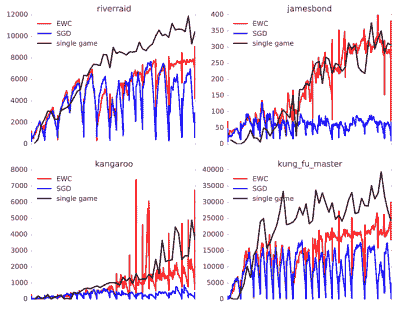 riverraid
12000
10000
8000
6000
4000
2000
0
EWC
SGD
single game
jamesbond
400
350
300
250
200
150
100
50
0
EWC
SGD
single game
kangaroo
8000
7000
6000
5000
4000
3000
2000
1000
0
EWC
SGD
single game
kung_fu_master
40000
35000
30000
25000
20000
15000
10000
5000
0
EWC
SGD
single game